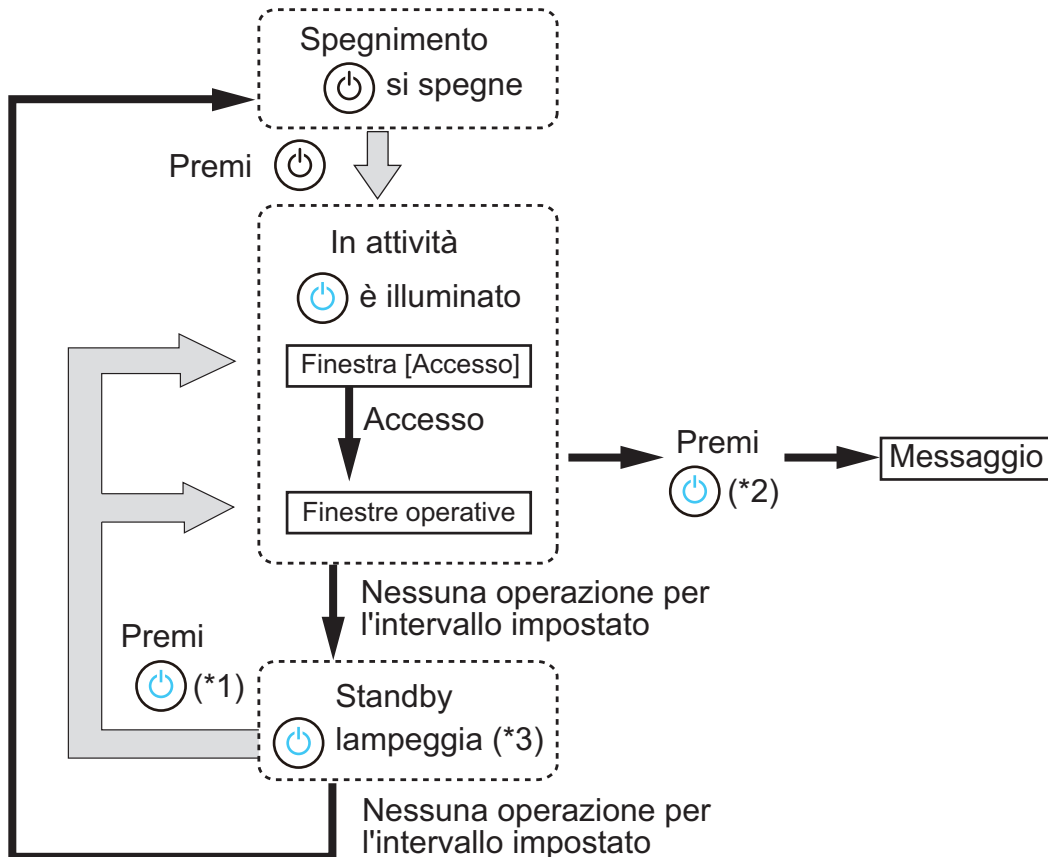 Spegnimento
si spegne
Premi
In attività
è illuminato
Finestra [Accesso]
Accesso
Finestre operative
Premi
(*2)
Messaggio
Nessuna operazione per
l'intervallo impostato
Premi
(*1)
Standby
lampeggia (*3)
Nessuna operazione per
l'intervallo impostato